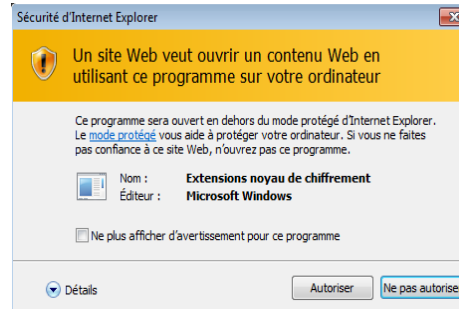 Sécurité d'Internet Explorer
Un site Web veut ouvrir un contenu Web en
utilisant ce programme sur votre ordinateur
Ce programme sera ouvert en dehors du mode protégé d'Internet Explorer.
Le mode protégé vous aide à protéger votre ordinateur. Si vous ne faites
pas confiance à ce site Web, n'ouvrez pas ce programme.
Nom : Extensions noyau de chiffrement
Éditeur : Microsoft Windows
Ne plus afficher d'avertissement pour ce programme
Détails Autoriser Ne pas autorise